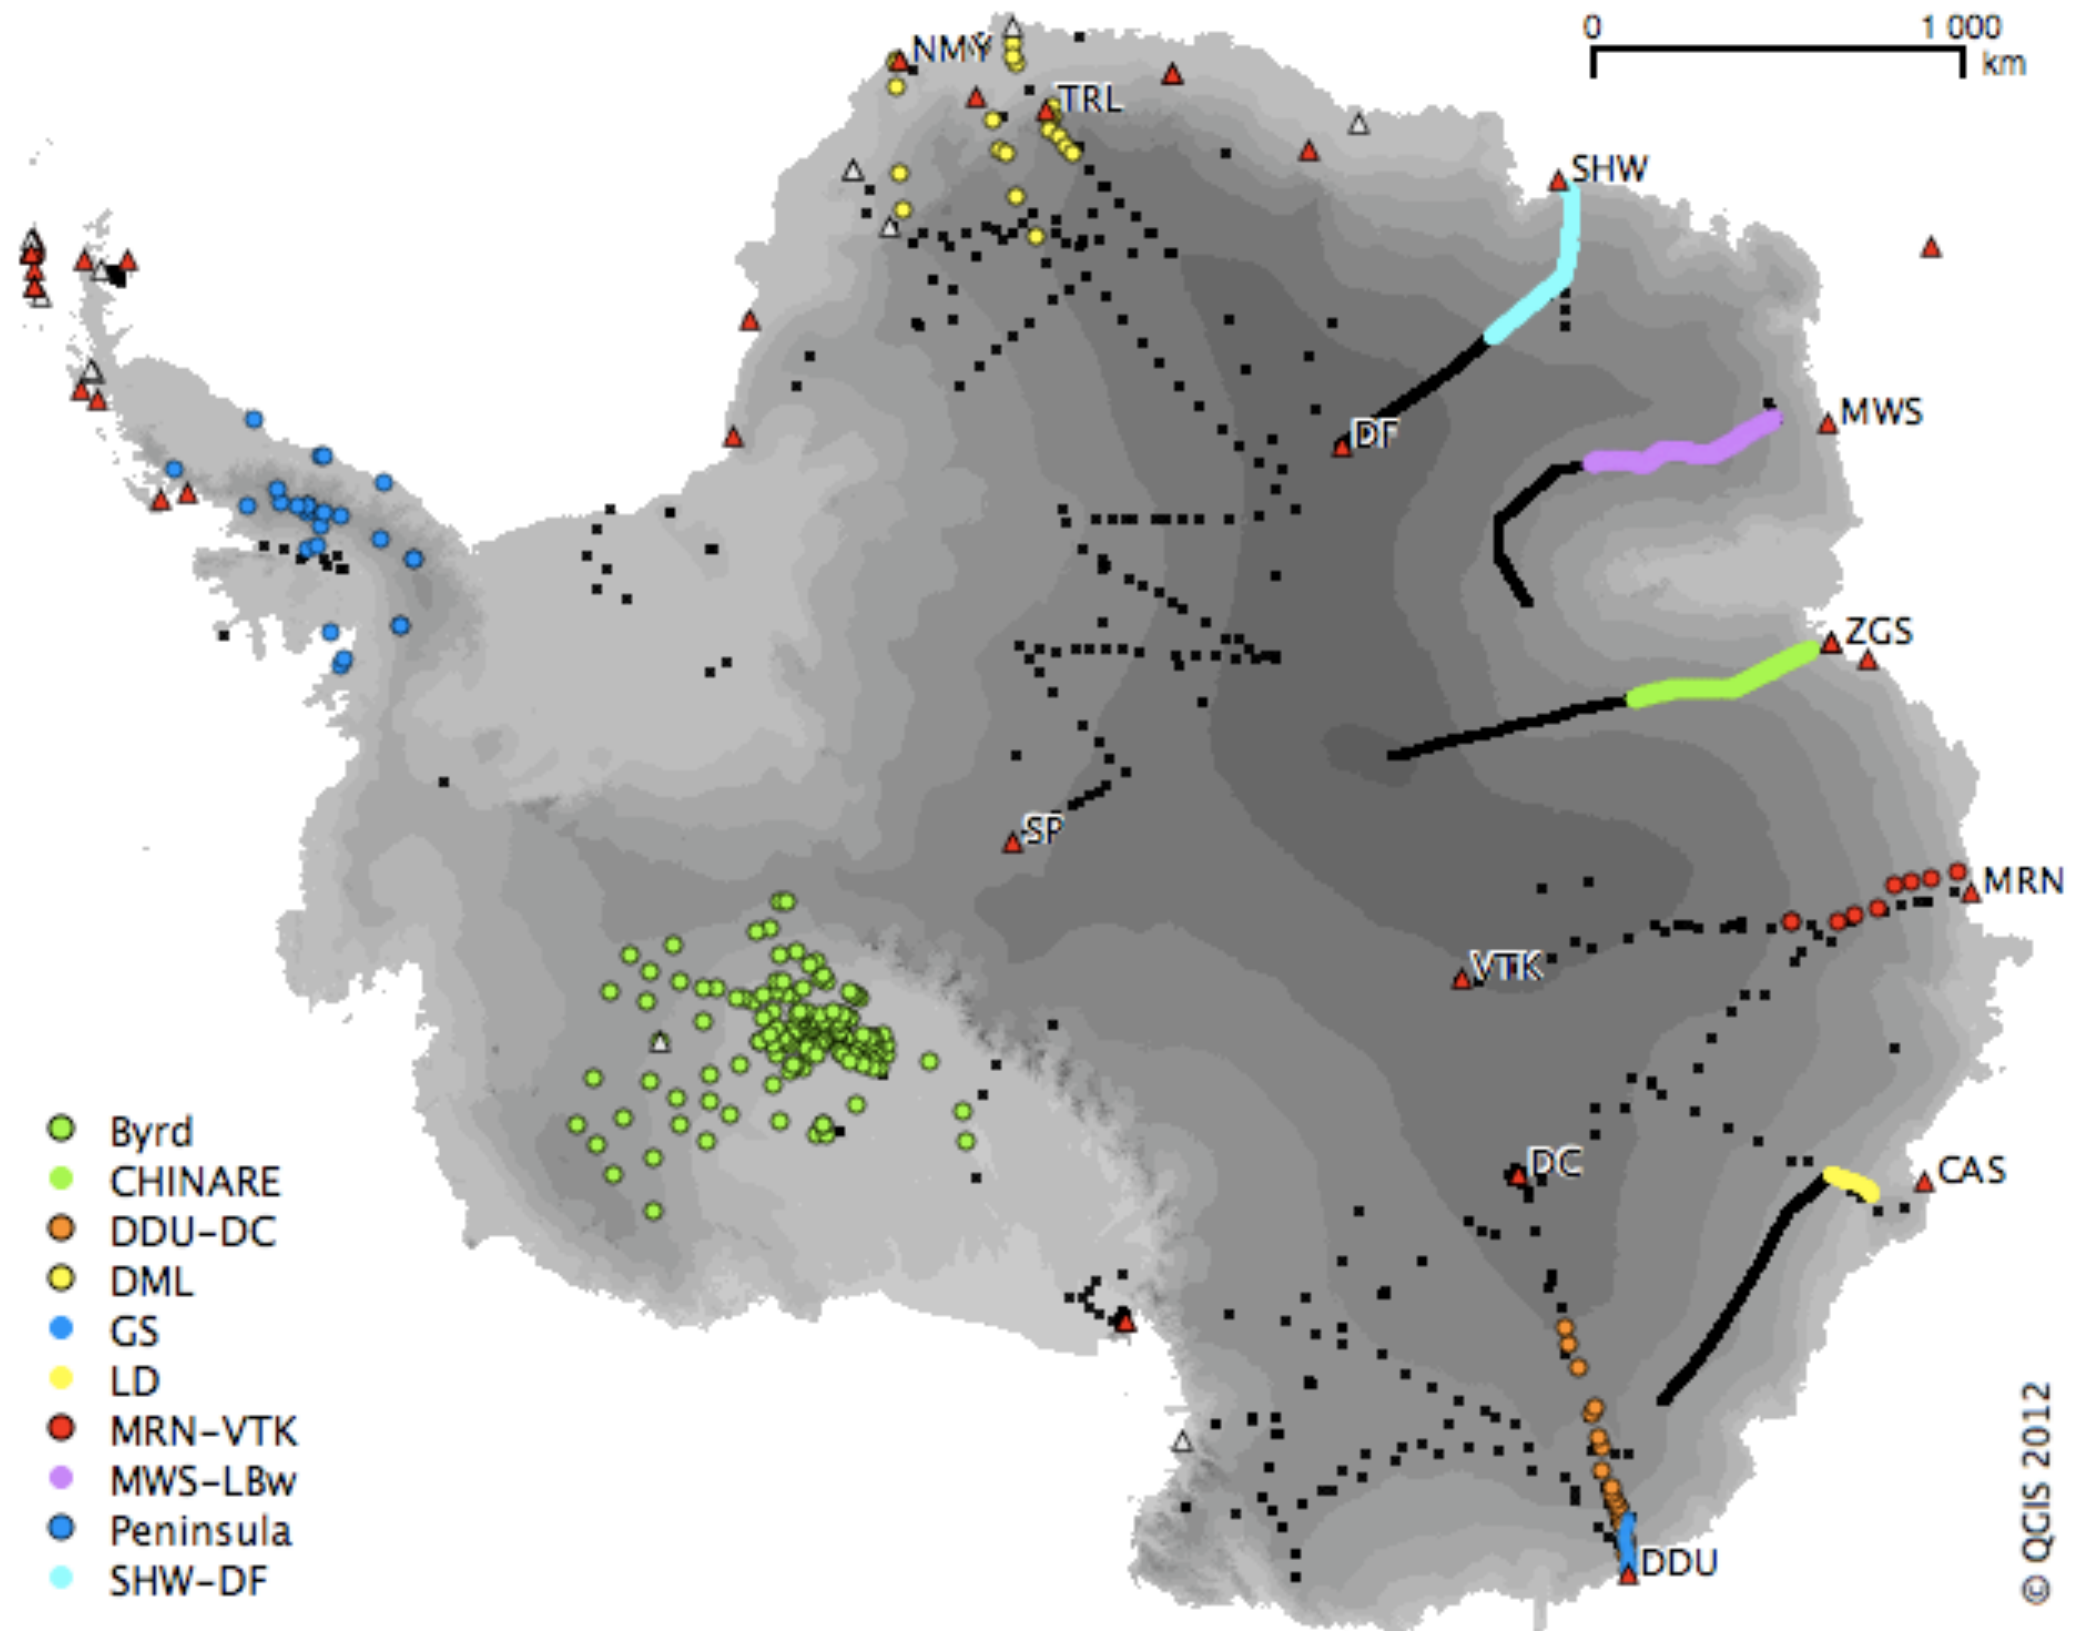 0 1 000
km
NMY
TRL
SHW
DF
MWS
ZGS
SP
MRN
VTK
DC
CAS
DDU
Byrd
CHINARE
DDU-DC
DML
GS
LD
MRN-VTK
MWS-LBw
Peninsula
SHW-DF
© QGIS 2012